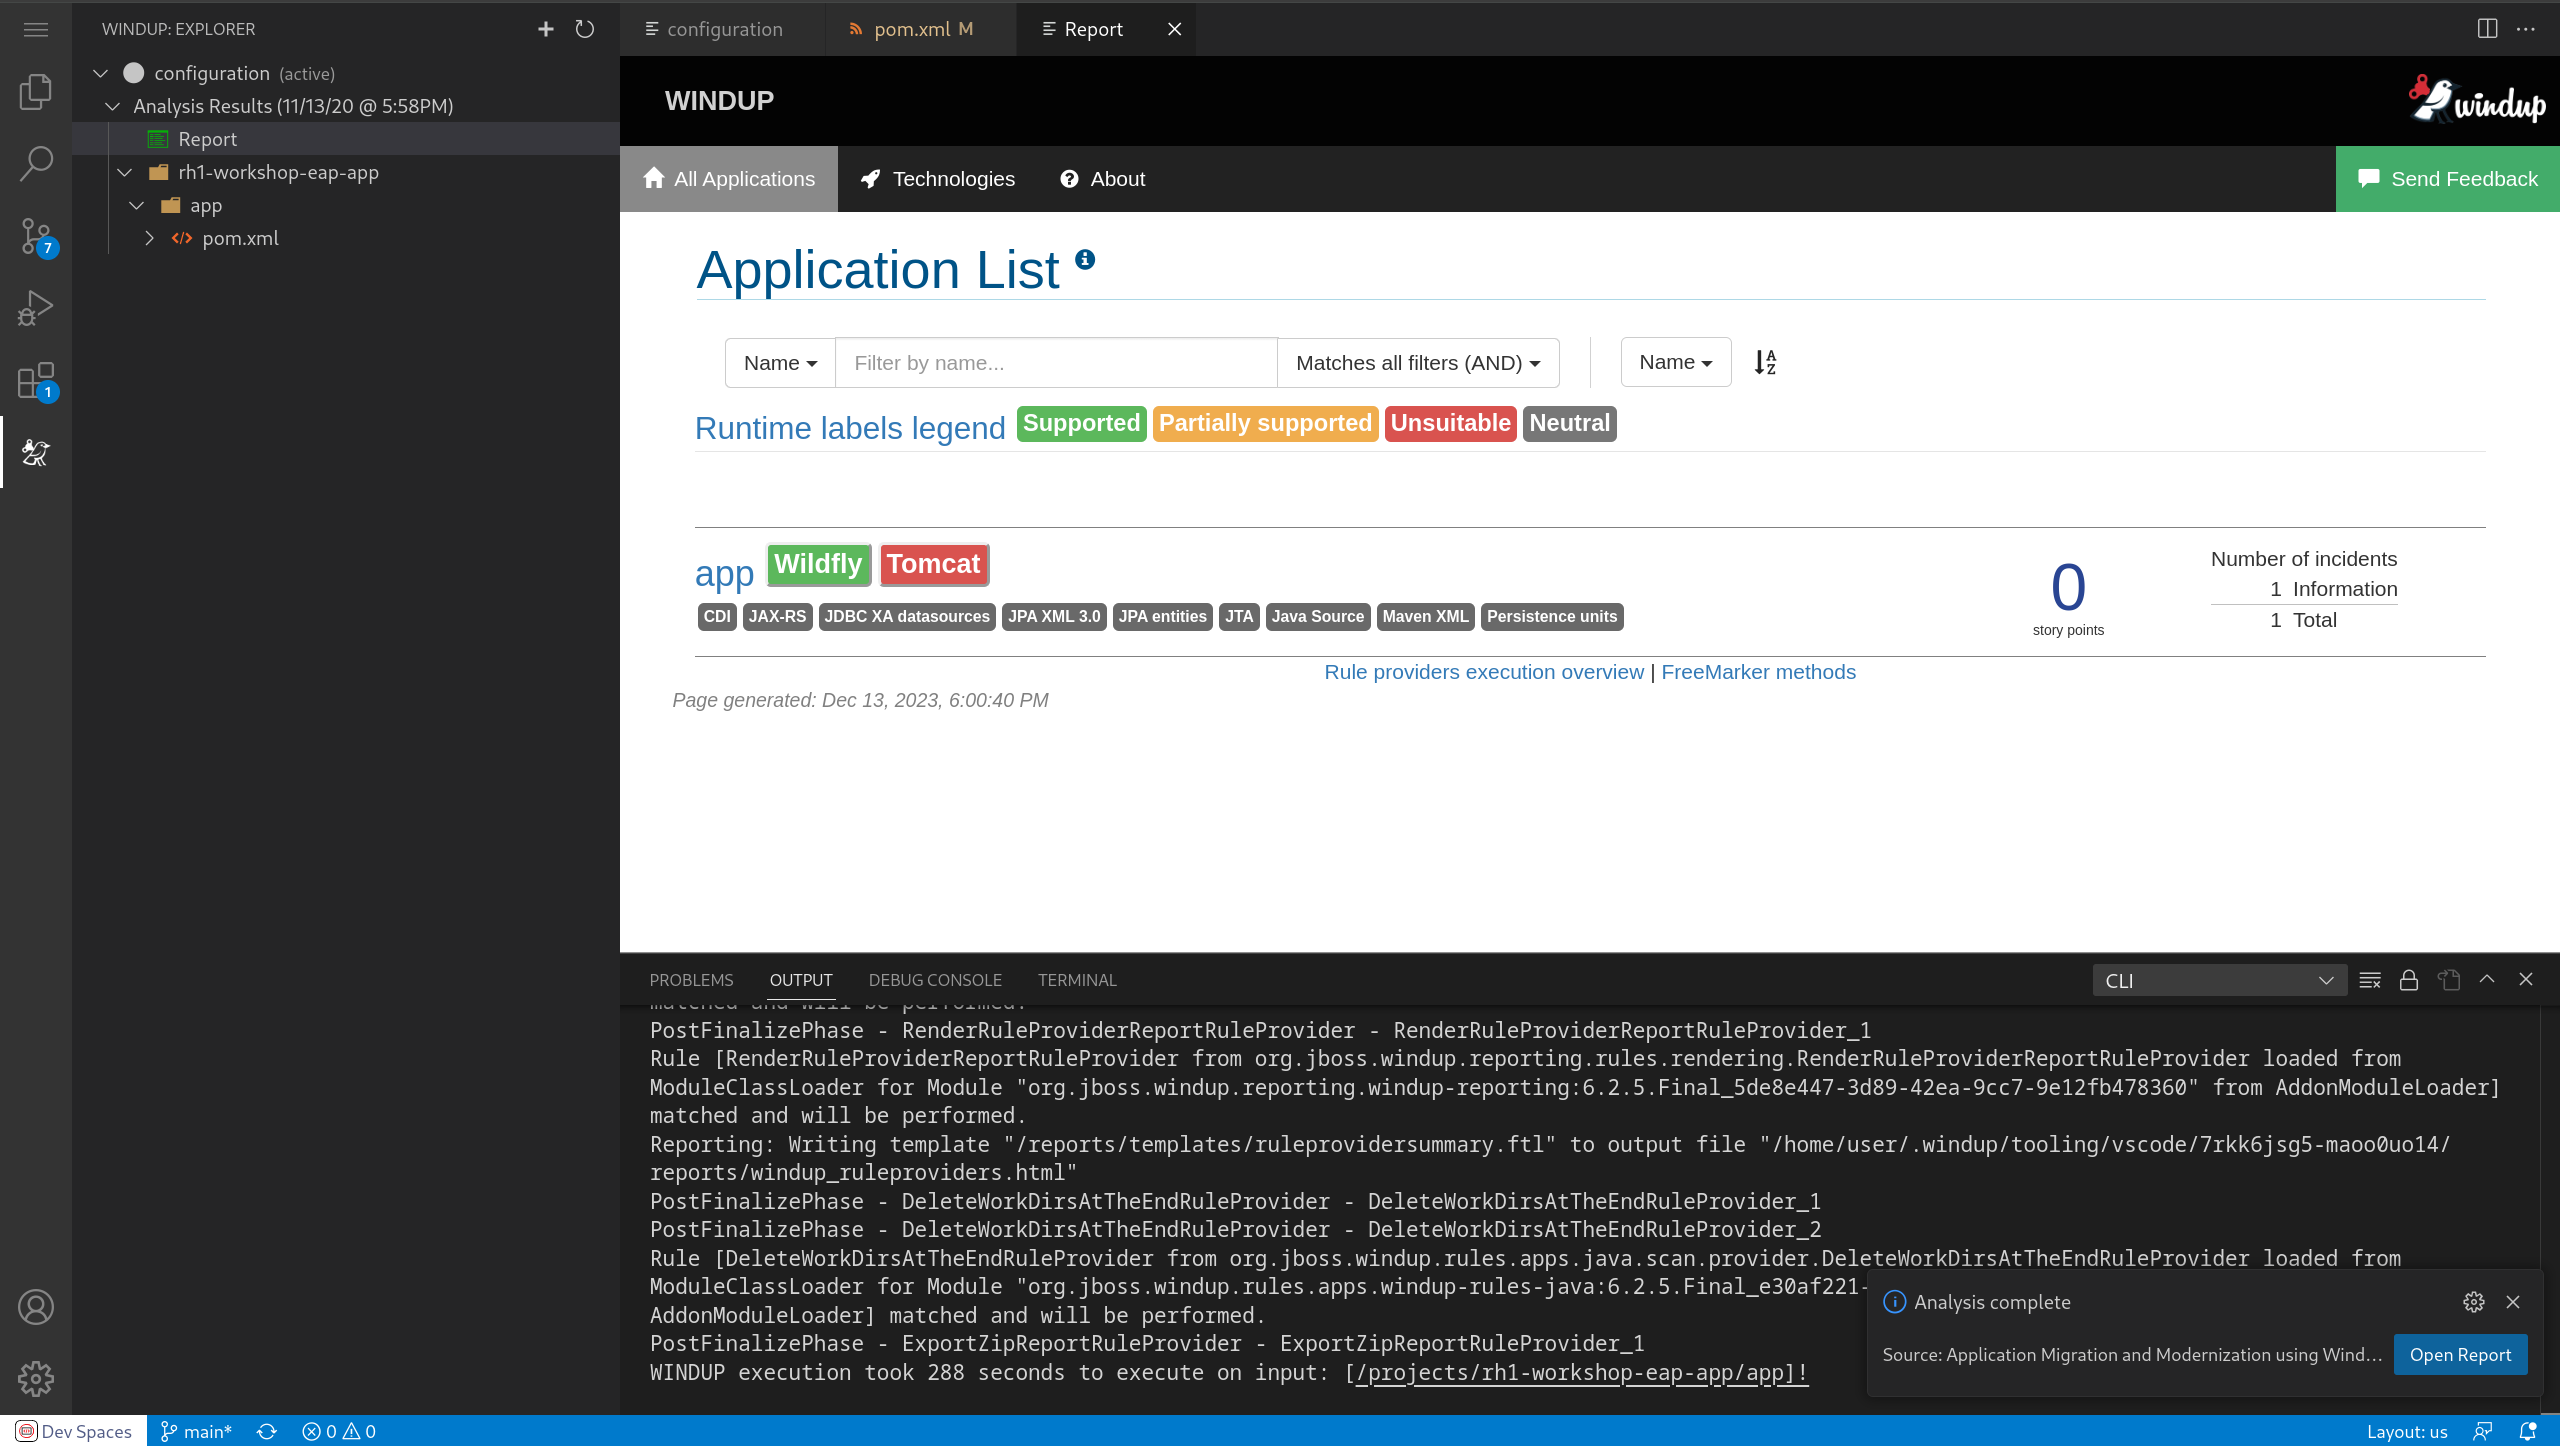 WINDUP: EXPLORER
configuration (active)
Analysis Results (11/13/20 @ 5:58PM)
Report
rh1-workshop-eap-app
app
pom.xml
7
1
configuration
pom.xml M
Report
WINDUP
windup
All Applications
Technologies
About
Send Feedback
Application List
Name
Filter by name...
Matches all filters (AND)
Name
A
Z
Runtime labels legend Supported Partially supported Unsuitable Neutral
app Wildfly Tomcat
CDI JAX-RS JDBC XA datasources JPA XML 3.0 JPA entities JTA Java Source Maven XML Persistence units
0
story points
Number of incidents
1 Information
1 Total
Rule providers execution overview | FreeMarker methods
Page generated: Dec 13, 2023, 6:00:40 PM
PROBLEMS OUTPUT DEBUG CONSOLE TERMINAL
CLI
matched and will be performed.
PostFinalizePhase - RenderRuleProviderReportRuleProvider - RenderRuleProviderReportRuleProvider_1
Rule [RenderRuleProviderReportRuleProvider from org.jboss.windup.reporting.rules.rendering.RenderRuleProviderReportRuleProvider loaded from
ModuleClassLoader for Module "org.jboss.windup.reporting.windup-reporting:6.2.5.Final_5de8e447-3d89-42ea-9cc7-9e12fb478360" from AddonModuleLoader]
matched and will be performed.
Reporting: Writing template "/reports/templates/ruleprovidersummary.ftl" to output file "/home/user/.windup/tooling/vscode/7rkk6jsg5-maoo0uo14/
reports/windup_ruleproviders.html"
PostFinalizePhase - DeleteWorkDirsAtTheEndRuleProvider - DeleteWorkDirsAtTheEndRuleProvider_1
PostFinalizePhase - DeleteWorkDirsAtTheEndRuleProvider - DeleteWorkDirsAtTheEndRuleProvider_2
Rule [DeleteWorkDirsAtTheEndRuleProvider from org.jboss.windup.rules.apps.java.scan.provider.DeleteWorkDirsAtTheEndRuleProvider loaded from
ModuleClassLoader for Module "org.jboss.windup.rules.apps.windup-rules-java:6.2.5.Final_e30af221-
AddonModuleLoader] matched and will be performed.
PostFinalizePhase - ExportZipReportRuleProvider - ExportZipReportRuleProvider_1
WINDUP execution took 288 seconds to execute on input: [/projects/rh1-workshop-eap-app/app]!
Analysis complete
Source: Application Migration and Modernization using Wind...
Open Report
Dev Spaces
main*
0
0
Layout: us